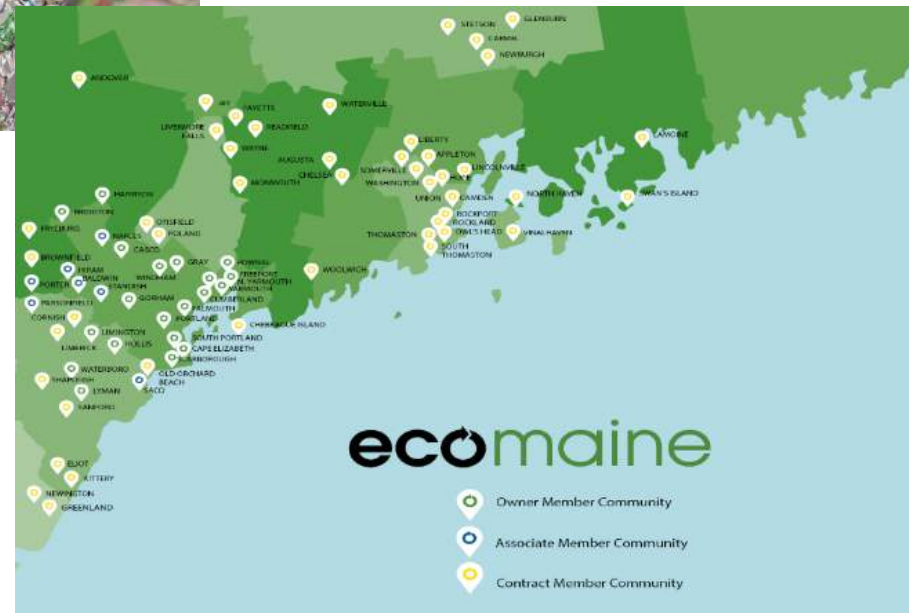 STETSON
GLENBURN
CARMEL
NEWBURGH
ANDOVER
JAY
FAYETTE
WATERVILLE
LIVERMORE
FALLS
READFIELD
WAYNE
LIBERTY
APPLETON
LAMOINE
AUGUSTA
CHELSEA
SOMERVILLE
LINCOLNVILLE
WASHINGTON
HOPE
MONMOUTH
UNION
CAMDEN
NORTH HAVEN
SWAN'S ISLAND
HARRISON
BRIDGTON
ROCKPORT
ROCKLAND
OWL'S HEAD
VINALHAVEN
THOMASTON
SOUTH
THOMASTON
FRYEBURG
NAPLES
OTISFIELD
POLAND
CASCO
BROWNFIELD
HIRAM
BALDWIN
PORTER
STANDISH
WINDHAM
GRAY
POWNAL
FREEPORT
N. YARMOUTH
YARMOUTH
WOOLWICH
PARSONSFIELD
GORHAM
CUMBERLAND
FALMOUTH
CORNISH
PORTLAND
CHEBEAGUE ISLAND
LIMINGTON
LIMERICK
HOLLIS
SOUTH PORTLAND
CAPE ELIZABETH
SCARBOROUGH
WATERBORO
OLD ORCHARD
BEACH
SHAPLEIGH
LYMAN
SACO
SANFORD
ELIOT
KITTERY
NEWINGTON
GREENLAND
ecomaine
Owner Member Community
Associate Member Community
Contract Member Community